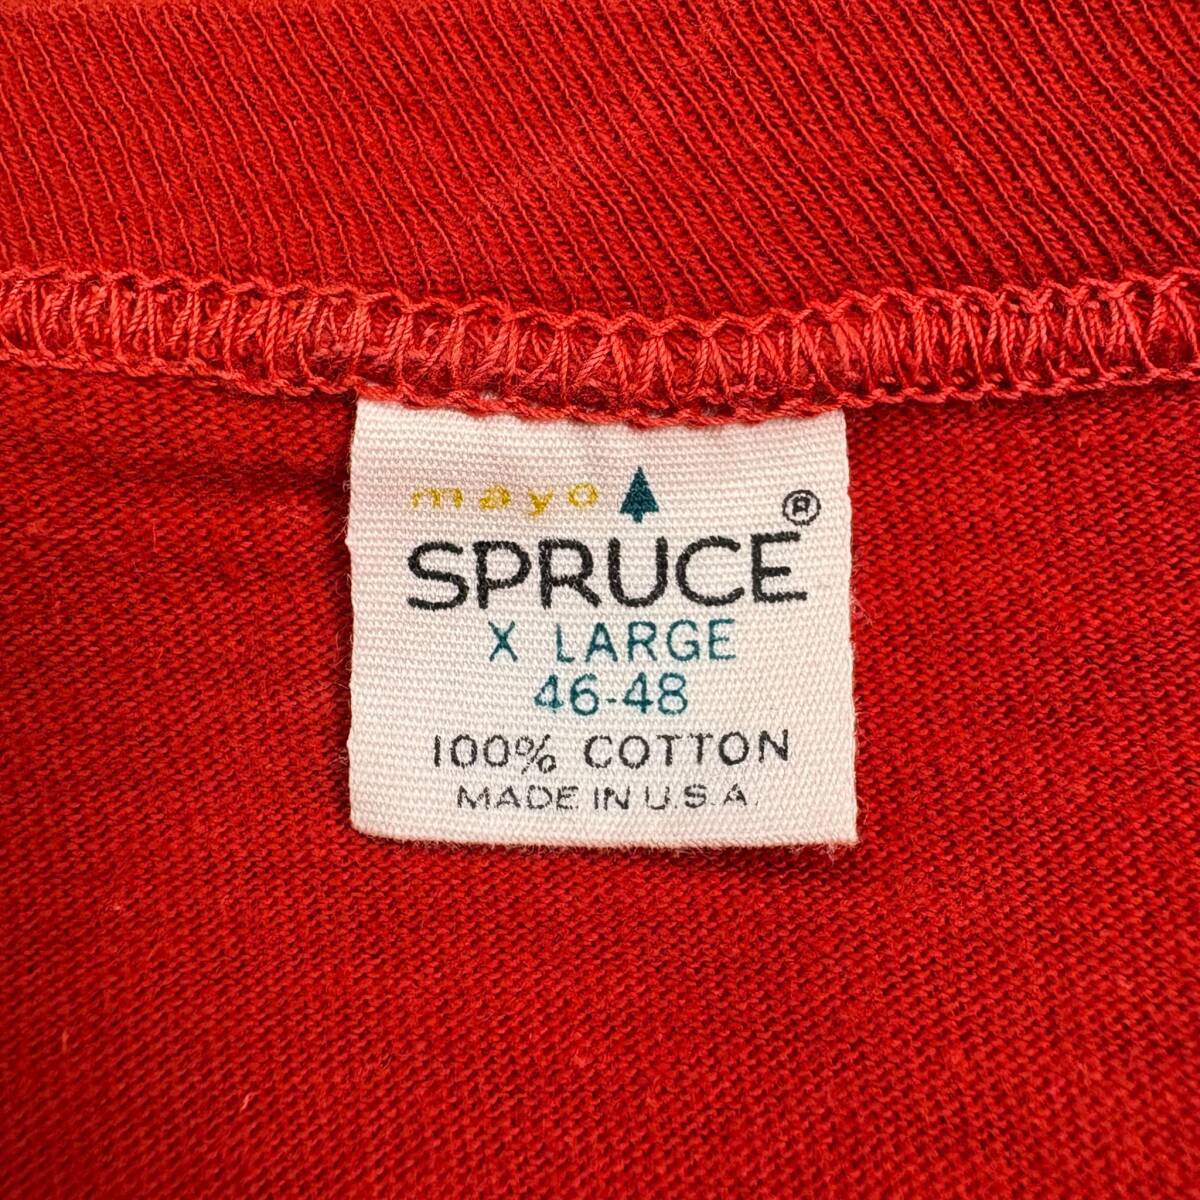 mayo
SPRUCE®
X LARGE
46-48
100% COTTON
MADE IN U.S.A.